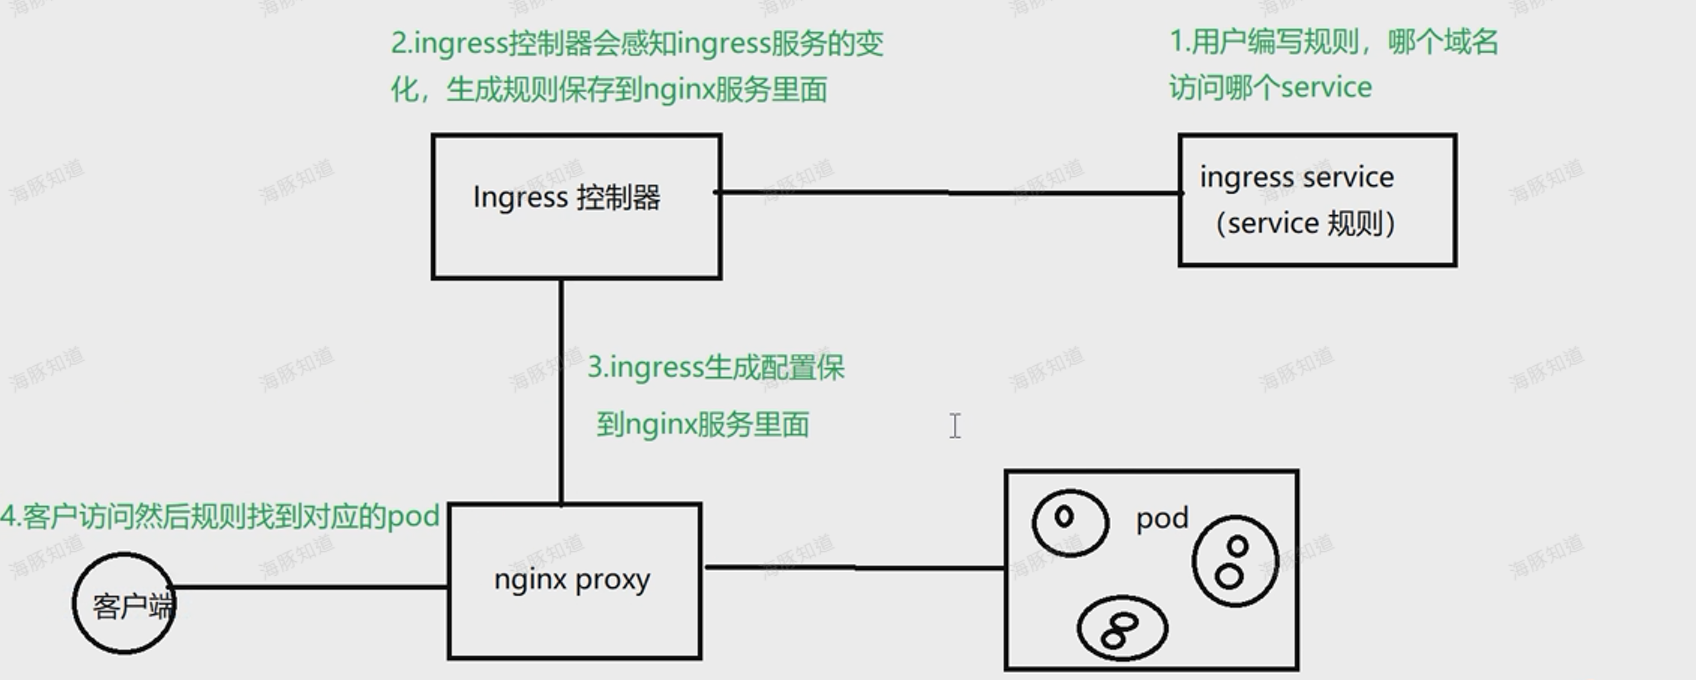 2.ingress控制器会感知ingress服务的变
化，生成规则保存到nginx服务里面
1.用户编写规则，哪个域名
访问哪个service
Ingress 控制器
ingress service
（service 规则）
3.ingress生成配置保
到nginx服务里面
4.客户访问然后规则找到对应的pod
客户端
nginx proxy
pod
海豚知道